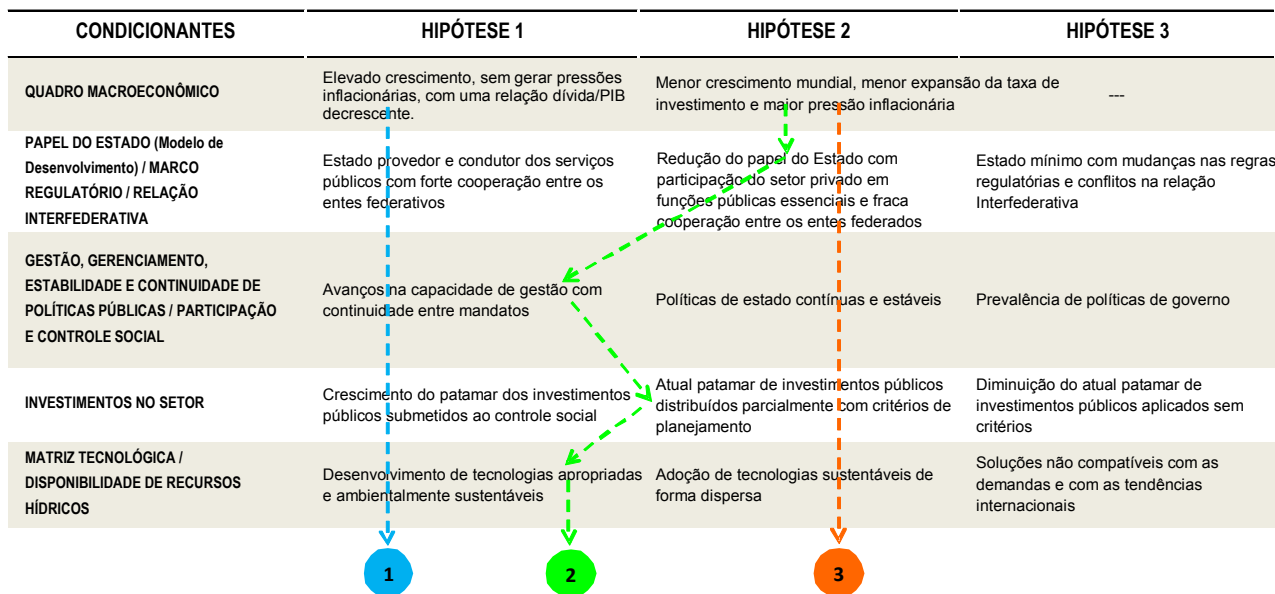 CONDICIONANTES
HIPÓTESE 1
HIPÓTESE 2
HIPÓTESE 3
QUADRO MACROECONÔMICO
Elevado crescimento, sem gerar pressões
inflacionárias, com uma relação dívida/PIB
decrescente.
Menor crescimento mundial, menor expansão da taxa de
investimento e maior pressão inflacionária
---
PAPEL DO ESTADO (Modelo de
Desenvolvimento) / MARCO
REGULATÓRIO / RELAÇÃO
INTERFEDERATIVA
Estado provedor e condutor dos serviços
públicos com forte cooperação entre os
entes federativos
Redução do papel do Estado com
participação do setor privado em
funções públicas essenciais e fraca
cooperação entre os entes federados
Estado mínimo com mudanças nas regras
regulatórias e conflitos na relação
Interfederativa
GESTÃO, GERENCIAMENTO,
ESTABILIDADE E CONTINUIDADE DE
POLÍTICAS PÚBLICAS / PARTICIPAÇÃO
E CONTROLE SOCIAL
Avanços na capacidade de gestão com
continuidade entre mandatos
Políticas de estado contínuas e estáveis
Prevalência de políticas de governo
INVESTIMENTOS NO SETOR
Crescimento do patamar dos investimentos
públicos submetidos ao controle social
Atual patamar de investimentos públicos
distribuídos parcialmente com critérios de
planejamento
Diminuição do atual patamar de
investimentos públicos aplicados sem
critérios
MATRIZ TECNOLÓGICA /
DISPONIBILIDADE DE RECURSOS
HÍDRICOS
Desenvolvimento de tecnologias apropriadas
e ambientalmente sustentáveis
Adoção de tecnologias sustentáveis de
forma dispersa
Soluções não compatíveis com as
demandas e com as tendências
internacionais
1
2
3